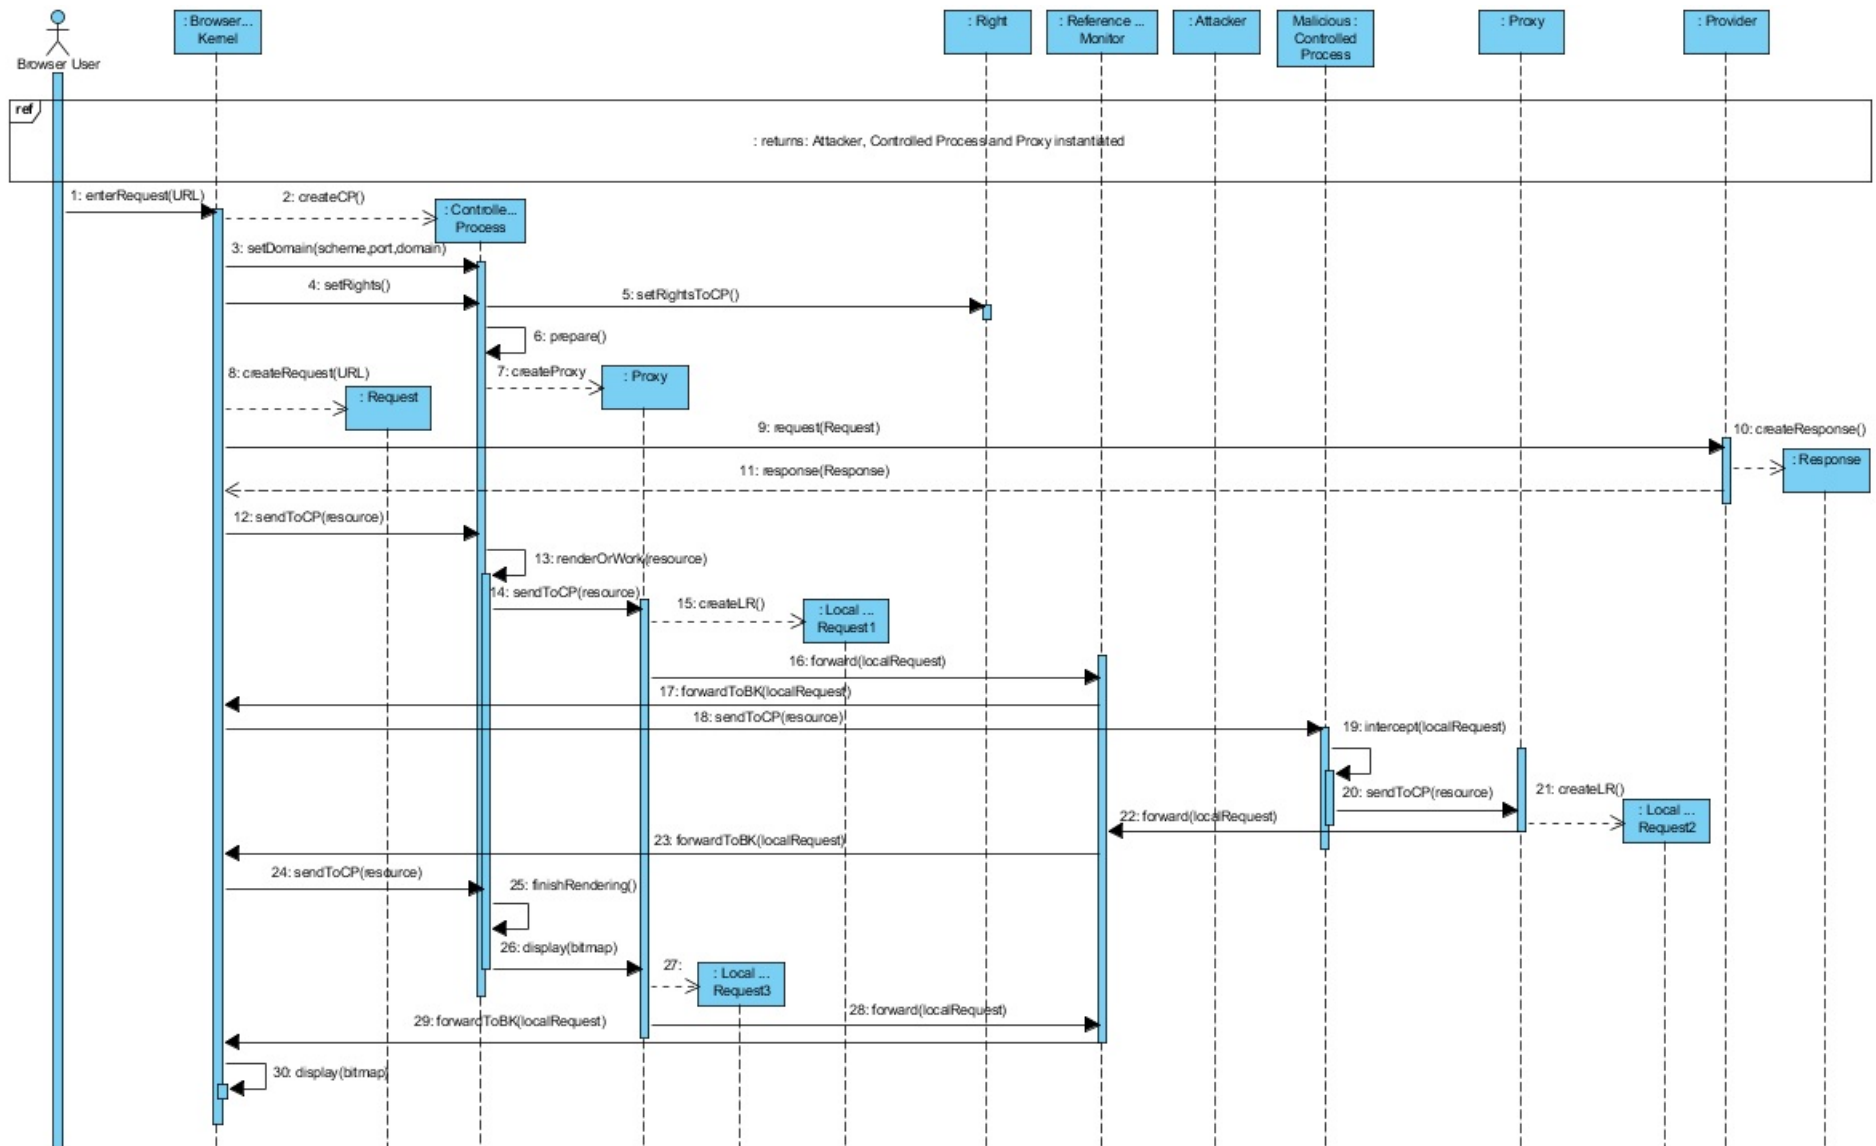 : Browser...
Kernel
: Right
: Reference ...
Monitor
: Attacker
Malicious :
Controlled
Process
: Proxy
: Provider
Browser User
ref
: returns: Attacker, Controlled Process and Proxy instantiated
1: enterRequest(URL)
2: createCP()
: Controlle...
Process
3: setDomain(scheme,port,domain)
4: setRights()
5: setRightsToCP()
6: prepare()
7: createProxy
: Proxy
8: createRequest(URL)
: Request
9: request(Request)
10: createResponse()
: Response
11: response(Response)
12: sendToCP(resource)
13: renderOrWork(resource)
14: sendToCP(resource)
15: createLR()
: Local ...
Request1
16: forward(localRequest)
17: forwardToBK(localRequest)
18: sendToCP(resource)
19: intercept(localRequest)
20: sendToCP(resource)
21: createLR()
: Local ...
Request2
22: forward(localRequest)
23: forwardToBK(localRequest)
24: sendToCP(resource)
25: finishRendering()
26: display(bitmap)
27:
: Local ...
Request3
28: forward(localRequest)
29: forwardToBK(localRequest)
30: display(bitmap)